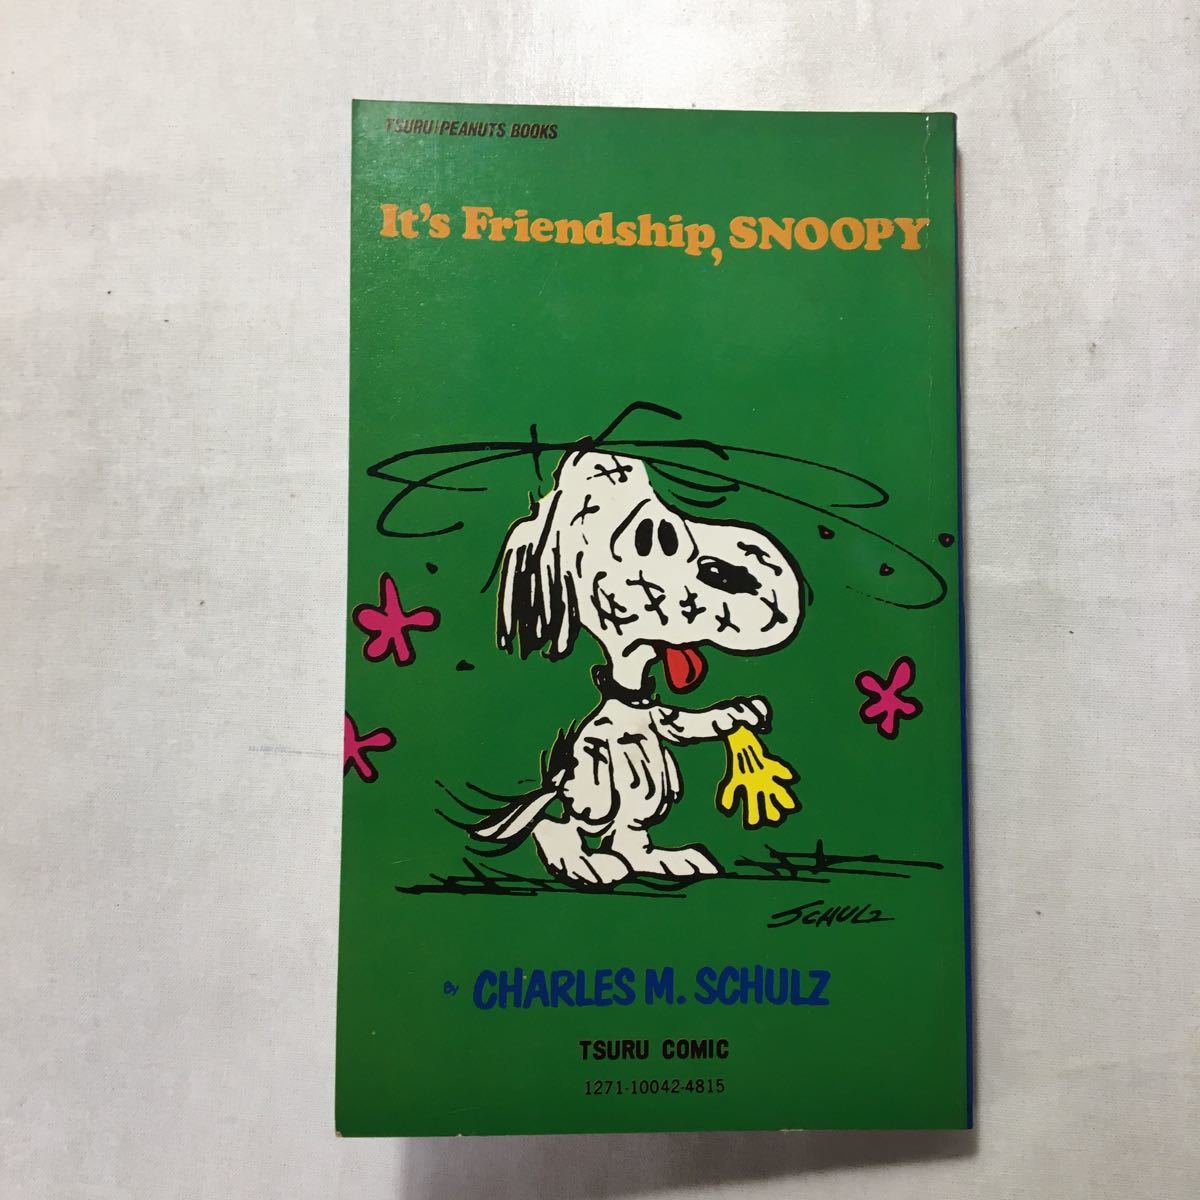 TSURU/PEANUTS BOOKS
It's Friendship, SNOOPY
SCHULZ
By CHARLES M. SCHULZ
TSURU COMIC
1271-10042-4815